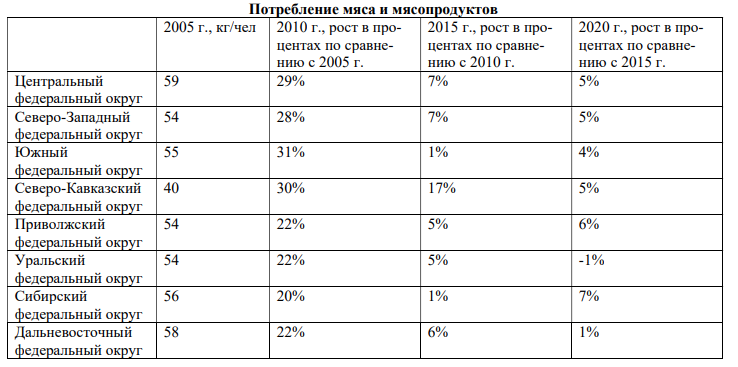 Потребление мяса и мясопродуктов
2005 г., кг/чел
2010 г., рост в про-
центах по сравне-
нию с 2005 г.
2015 г., рост в про-
центах по сравне-
нию с 2010 г.
2020 г., рост в про-
центах по сравне-
нию с 2015 г.
Центральный
федеральный округ
59
29%
7%
5%
Северо-Западный
федеральный округ
54
28%
7%
5%
Южный
федеральный округ
55
31%
1%
4%
Северо-Кавказский
федеральный округ
40
30%
17%
5%
Приволжский
федеральный округ
54
22%
5%
6%
Уральский
федеральный округ
54
22%
5%
-1%
Сибирский
федеральный округ
56
20%
1%
7%
Дальневосточный
федеральный округ
58
22%
6%
1%